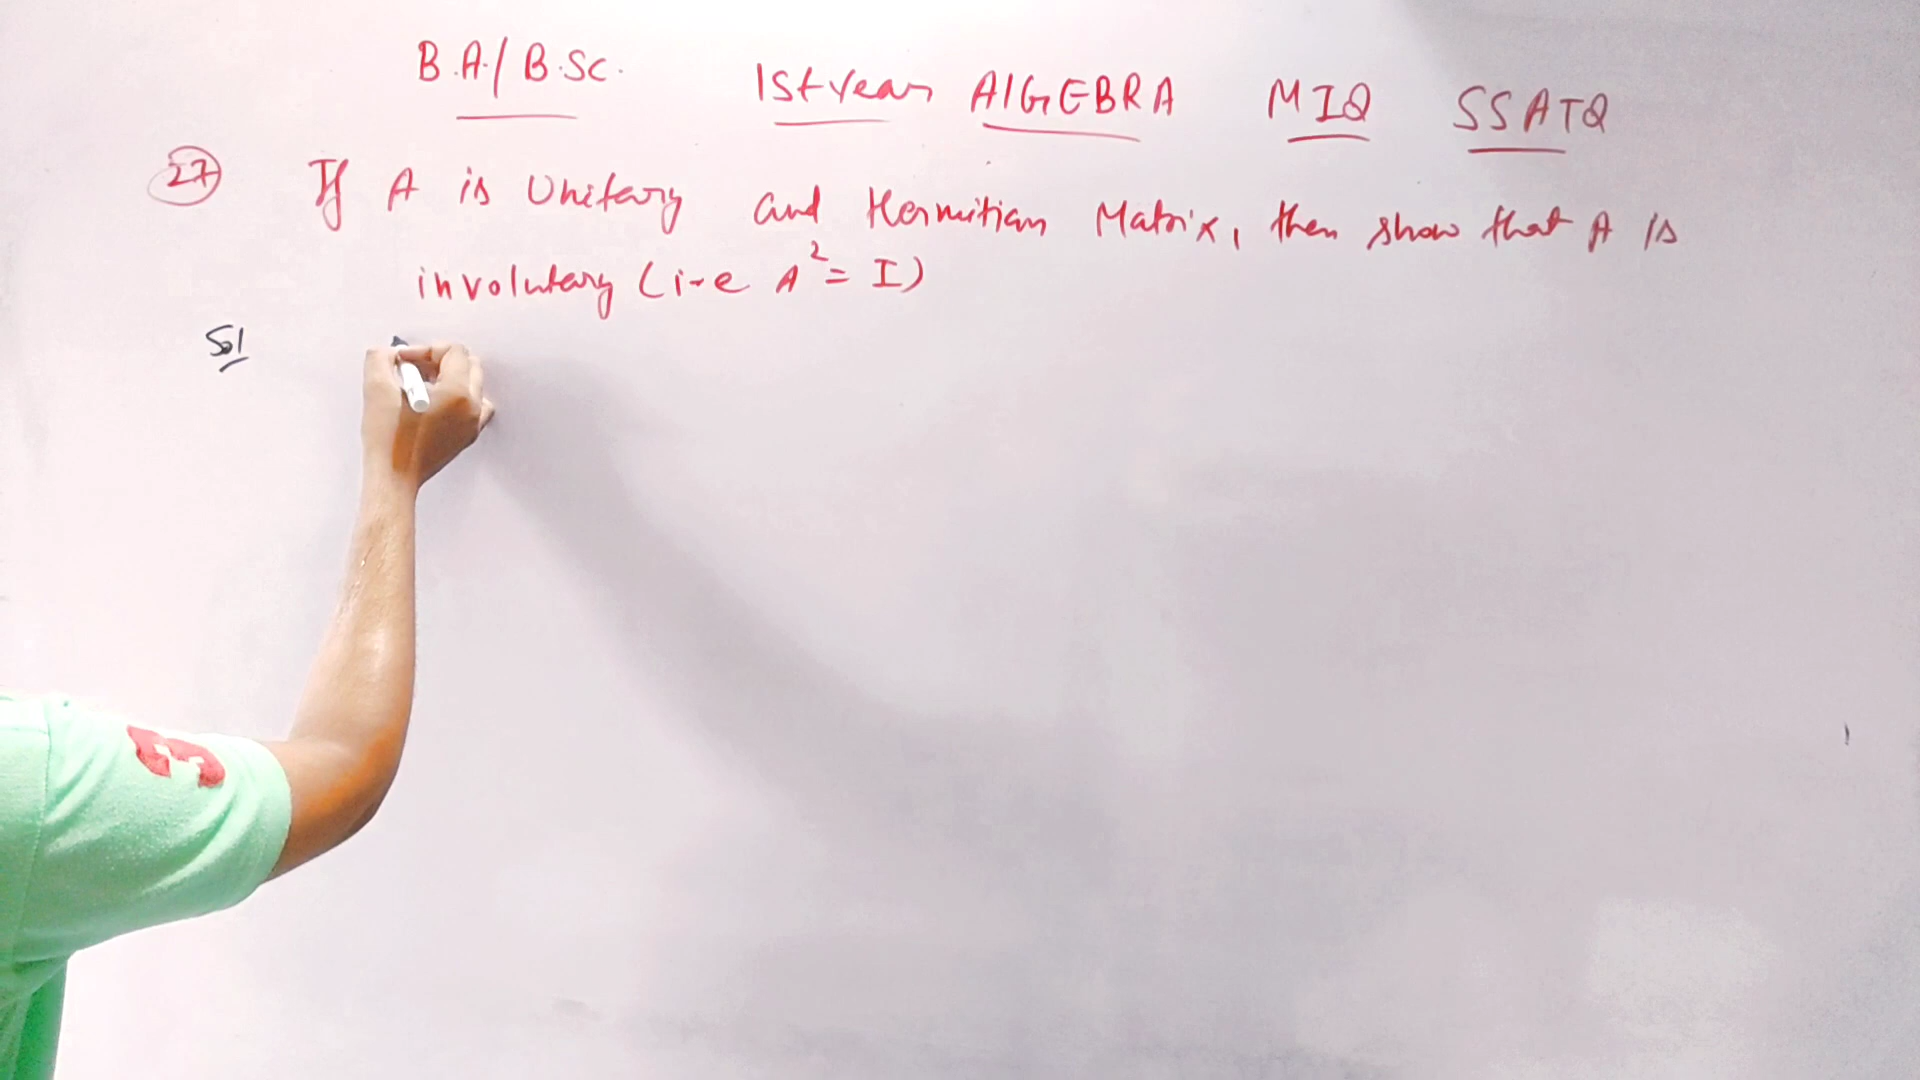 B.A./B.Sc. 1st year AlGEBRA MIQ SSATQ
27 If A is Unitary and Hermitian Matrix, then show that A is
involutary (i-e A² = I)
Sol